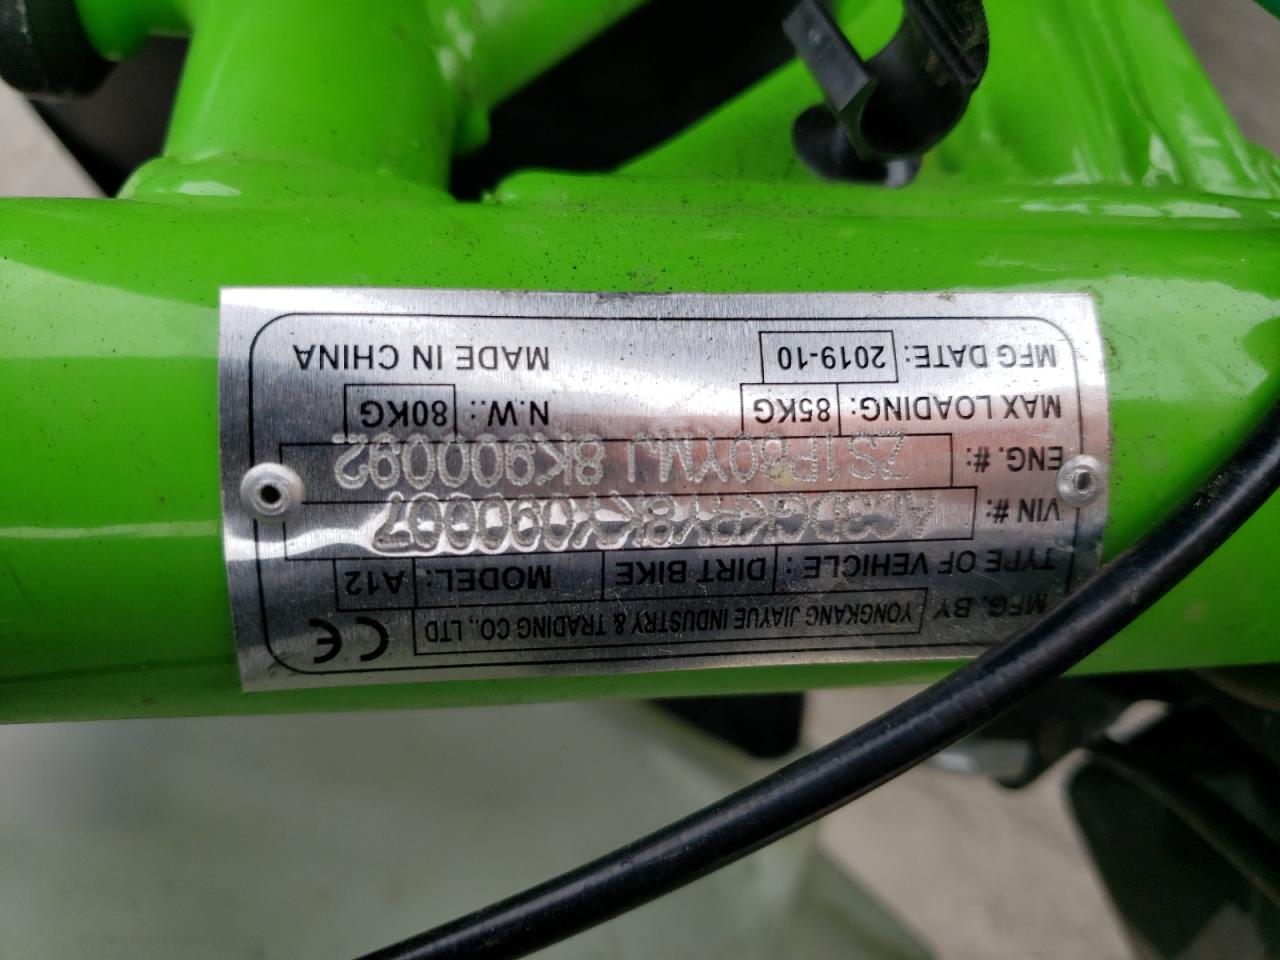 MFG. BY YONGKANG JIAYUE INDUSTRY & TRADING CO., LTD CE
TYPE OF VEHICLE: DIRT BIKE MODEL: A12
VIN #:
ENG. #: ZS1P60YMJ 8K900092
MAX LOADING: 85KG N.W.: 80KG
MFG DATE: 2019-10 MADE IN CHINA